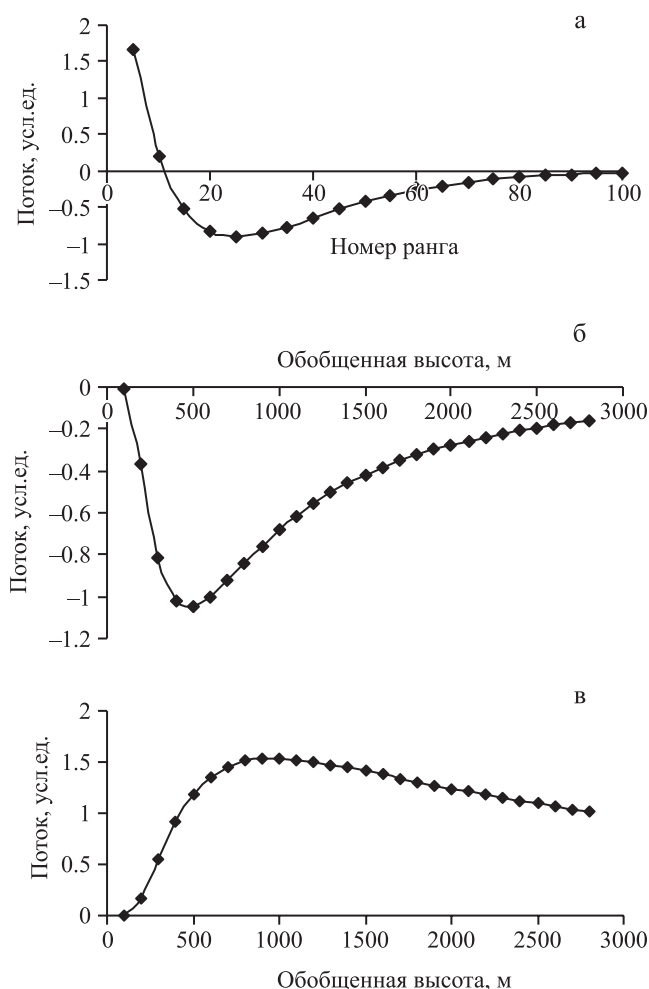 а
2
1.5
1
0.5
0
−0.5
−1
−1.5
Поток, усл.ед.
0 20 40 60 80 100
Номер ранга
б
Обобщенная высота, м
0
0 500 1000 1500 2000 2500 3000
−0.2
−0.4
−0.6
−0.8
−1
−1.2
Поток, усл.ед.
в
2
1.5
1
0.5
0
Поток, усл.ед.
0 500 1000 1500 2000 2500 3000
Обобщенная высота, м